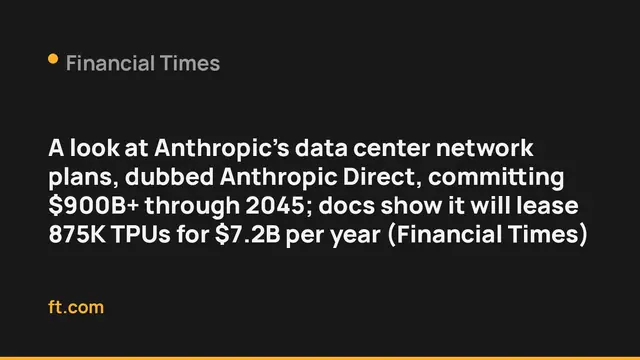 Financial Times
A look at Anthropic’s data center network
plans, dubbed Anthropic Direct, committing
$900B+ through 2045; docs show it will lease
875K TPUs for $7.2B per year (Financial Times)
ft.com